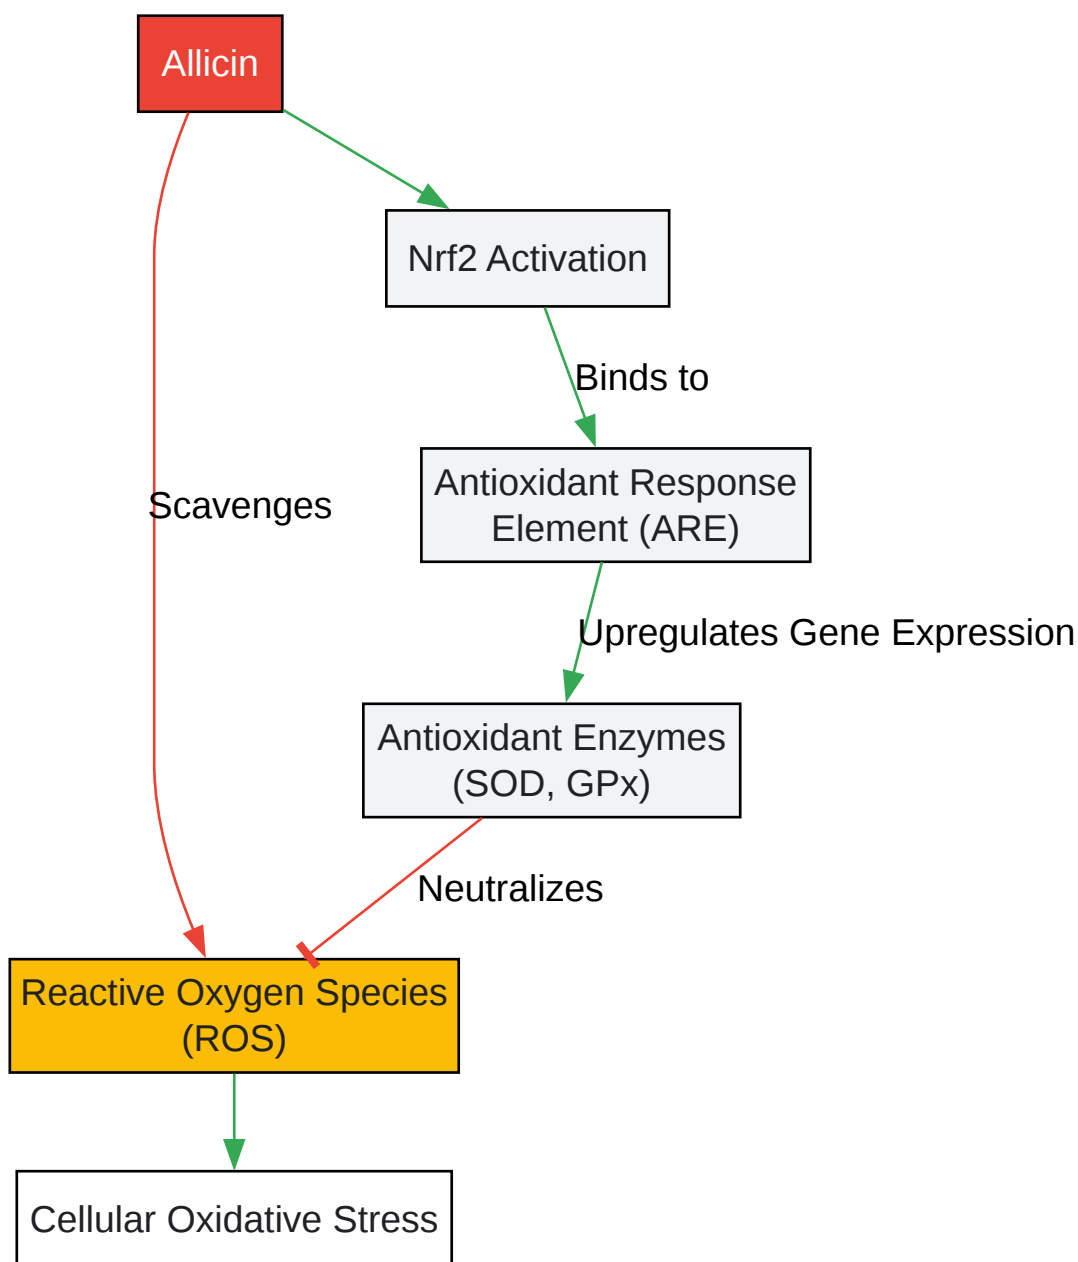 Allicin
Nrf2 Activation
Binds to
Antioxidant Response
Element (ARE)
Scavenges
Upregulates Gene Expression
Antioxidant Enzymes
(SOD, GPx)
Neutralizes
Reactive Oxygen Species
(ROS)
Cellular Oxidative Stress